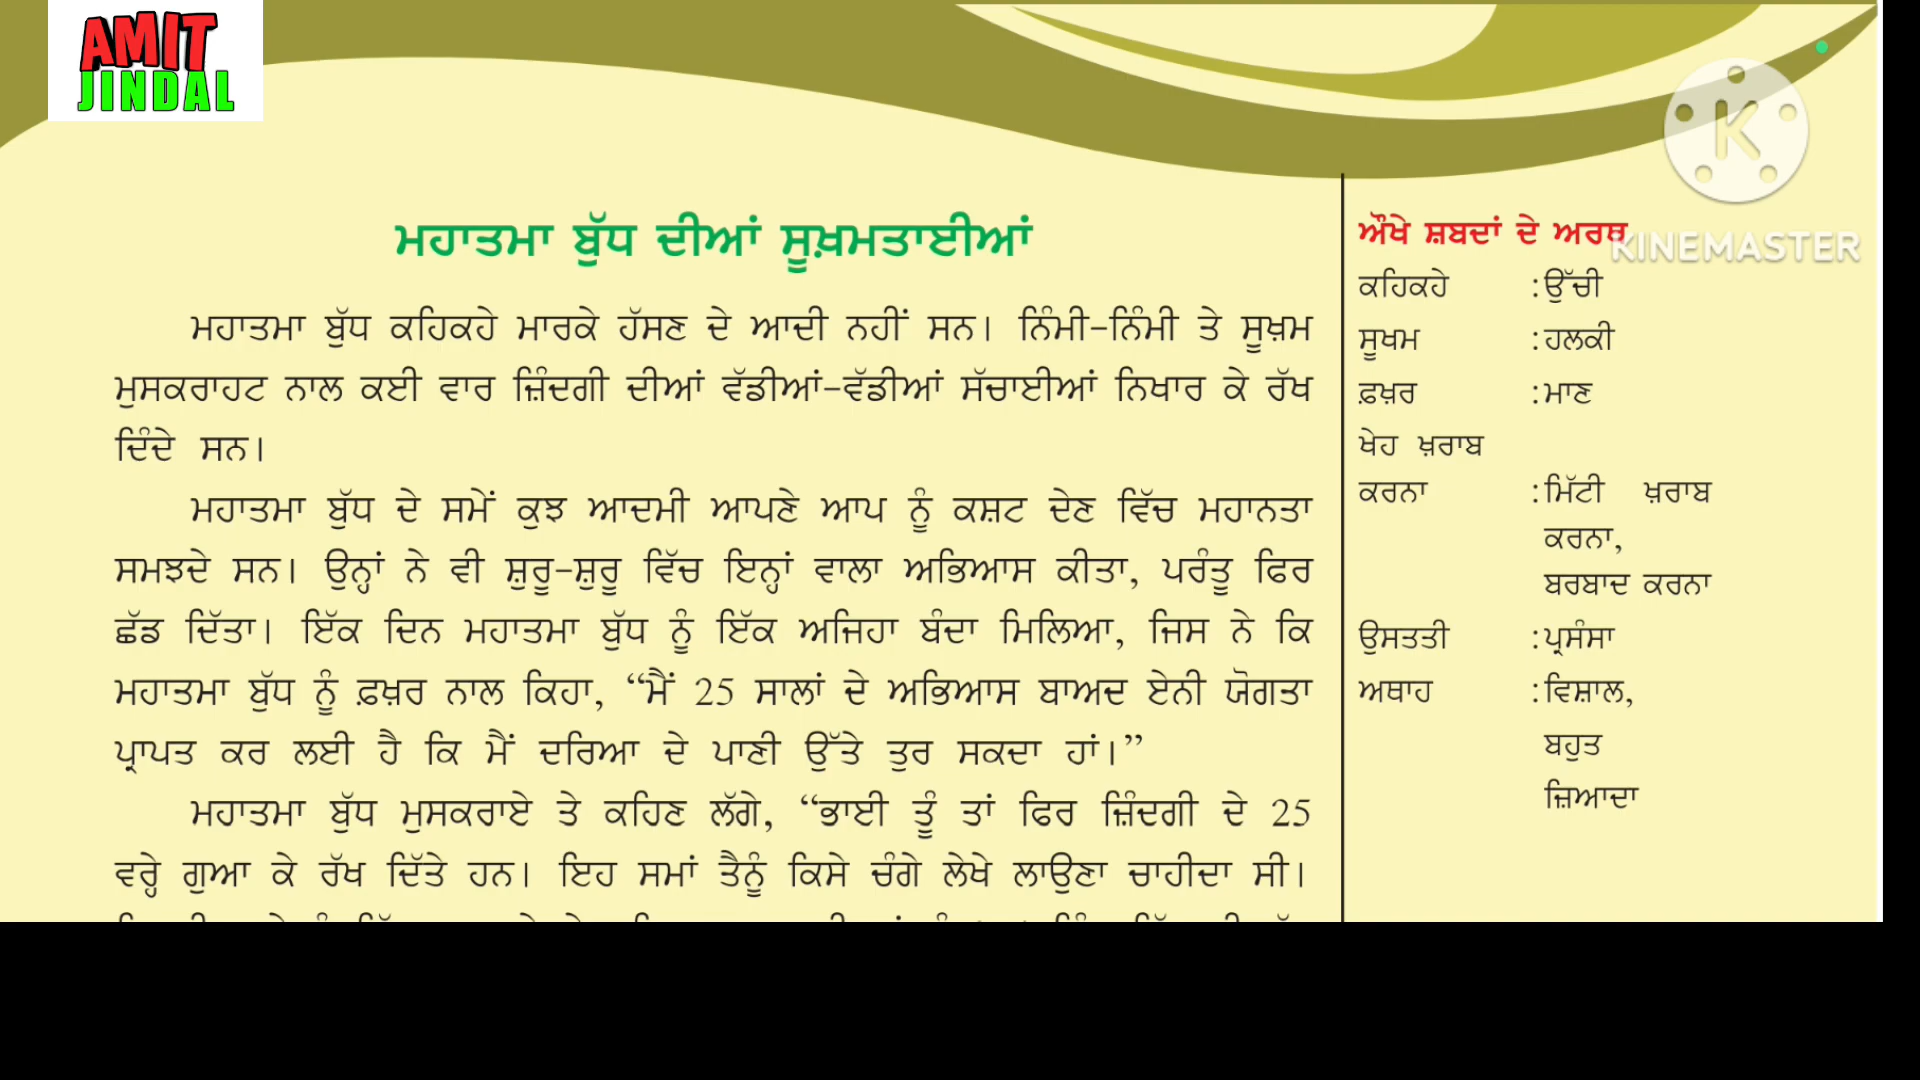 AMIT
JINDAL
K
KINEMASTER
ਮਹਾਤਮਾ ਬੁੱਧ ਦੀਆਂ ਸੂਖ਼ਮਤਾਈਆਂ
ਮਹਾਤਮਾ ਬੁੱਧ ਕਹਿਕਹੇ ਮਾਰਕੇ ਹੱਸਣ ਦੇ ਆਦੀ ਨਹੀਂ ਸਨ। ਨਿੰਮੀ-ਨਿੰਮੀ ਤੇ ਸੂਖ਼ਮ
ਮੁਸਕਰਾਹਟ ਨਾਲ ਕਈ ਵਾਰ ਜ਼ਿੰਦਗੀ ਦੀਆਂ ਵੱਡੀਆਂ-ਵੱਡੀਆਂ ਸੱਚਾਈਆਂ ਨਿਖਾਰ ਕੇ ਰੱਖ
ਦਿੰਦੇ ਸਨ।
ਮਹਾਤਮਾ ਬੁੱਧ ਦੇ ਸਮੇਂ ਕੁਝ ਆਦਮੀ ਆਪਣੇ ਆਪ ਨੂੰ ਕਸ਼ਟ ਦੇਣ ਵਿੱਚ ਮਹਾਨਤਾ
ਸਮਝਦੇ ਸਨ। ਉਨ੍ਹਾਂ ਨੇ ਵੀ ਸ਼ੁਰੂ-ਸ਼ੁਰੂ ਵਿੱਚ ਇਨ੍ਹਾਂ ਵਾਲਾ ਅਭਿਆਸ ਕੀਤਾ, ਪਰੰਤੂ ਫਿਰ
ਛੱਡ ਦਿੱਤਾ। ਇੱਕ ਦਿਨ ਮਹਾਤਮਾ ਬੁੱਧ ਨੂੰ ਇੱਕ ਅਜਿਹਾ ਬੰਦਾ ਮਿਲਿਆ, ਜਿਸ ਨੇ ਕਿ
ਮਹਾਤਮਾ ਬੁੱਧ ਨੂੰ ਫ਼ਖ਼ਰ ਨਾਲ ਕਿਹਾ, “ਮੈਂ 25 ਸਾਲਾਂ ਦੇ ਅਭਿਆਸ ਬਾਅਦ ਏਨੀ ਯੋਗਤਾ
ਪ੍ਰਾਪਤ ਕਰ ਲਈ ਹੈ ਕਿ ਮੈਂ ਦਰਿਆ ਦੇ ਪਾਣੀ ਉੱਤੇ ਤੁਰ ਸਕਦਾ ਹਾਂ।”
ਮਹਾਤਮਾ ਬੁੱਧ ਮੁਸਕਰਾਏ ਤੇ ਕਹਿਣ ਲੱਗੇ, “ਭਾਈ ਤੂੰ ਤਾਂ ਫਿਰ ਜ਼ਿੰਦਗੀ ਦੇ 25
ਵਰ੍ਹੇ ਗੁਆ ਕੇ ਰੱਖ ਦਿੱਤੇ ਹਨ। ਇਹ ਸਮਾਂ ਤੈਨੂੰ ਕਿਸੇ ਚੰਗੇ ਲੇਖੇ ਲਾਉਣਾ ਚਾਹੀਦਾ ਸੀ।
ਔਖੇ ਸ਼ਬਦਾਂ ਦੇ ਅਰਥ
ਕਹਿਕਹੇ : ਉੱਚੀ
ਸੂਖਮ : ਹਲਕੀ
ਫ਼ਖ਼ਰ : ਮਾਣ
ਖੇਹ ਖ਼ਰਾਬ
ਕਰਨਾ : ਮਿੱਟੀ ਖ਼ਰਾਬ
ਕਰਨਾ,
ਬਰਬਾਦ ਕਰਨਾ
ਉਸਤਤੀ : ਪ੍ਰਸੰਸਾ
ਅਥਾਹ : ਵਿਸ਼ਾਲ,
ਬਹੁਤ
ਜ਼ਿਆਦਾ